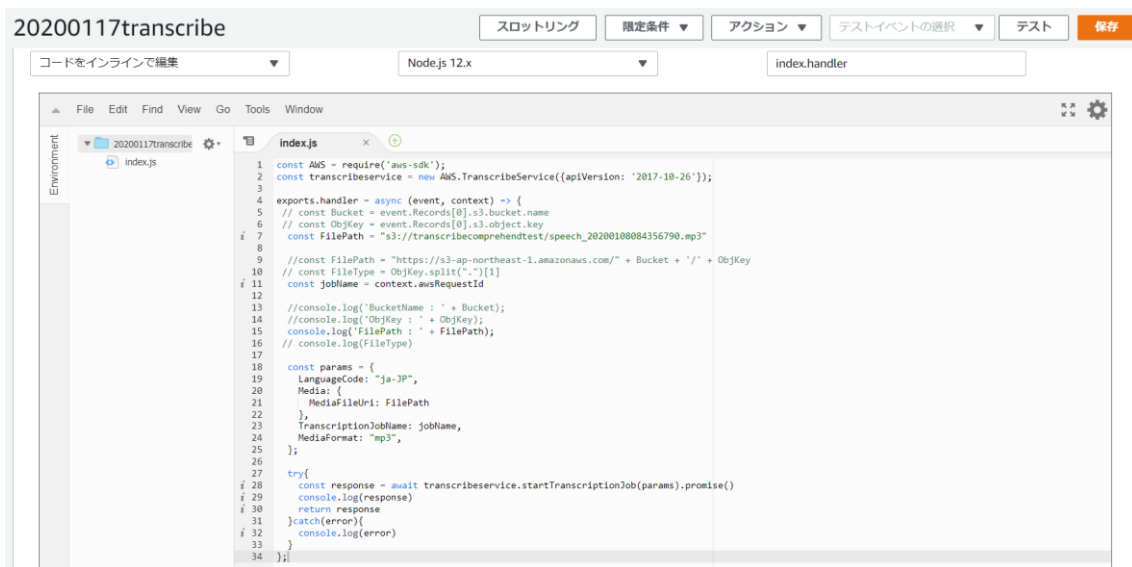 20200117transcribe
スロットリング
限定条件 ▼
アクション ▼
テストイベントの選択 ▼
テスト
保存
コードをインラインで編集 ▼
Node.js 12.x ▼
index.handler
File Edit Find View Go Tools Window
Environment
20200117transcribe
index.js
index.js ×
1 const AWS = require('aws-sdk');
2 const transcribeservice = new AWS.TranscribeService({apiVersion: '2017-10-26'});
3
4 exports.handler = async (event, context) => {
5 // const Bucket = event.Records[0].s3.bucket.name
6 // const ObjKey = event.Records[0].s3.object.key
i 7 const FilePath = "s3://transcribecomprehendtest/speech_20200108084356790.mp3"
8
9 //const FilePath = "https://s3-ap-northeast-1.amazonaws.com/" + Bucket + '/' + ObjKey
10 // const FileType = ObjKey.split(".")[1]
i 11 const jobName = context.awsRequestId
12
13 //console.log('BucketName : ' + Bucket);
14 //console.log('ObjKey : ' + ObjKey);
15 console.log('FilePath : ' + FilePath);
16 // console.log(FileType)
17
18 const params = {
19 LanguageCode: "ja-JP",
20 Media: {
21 MediaFileUri: FilePath
22 },
23 TranscriptionJobName: jobName,
24 MediaFormat: "mp3",
25 };
26
27 try{
i 28 const response = await transcribeservice.startTranscriptionJob(params).promise()
i 29 console.log(response)
i 30 return response
31 }catch(error){
i 32 console.log(error)
33 }
34 };